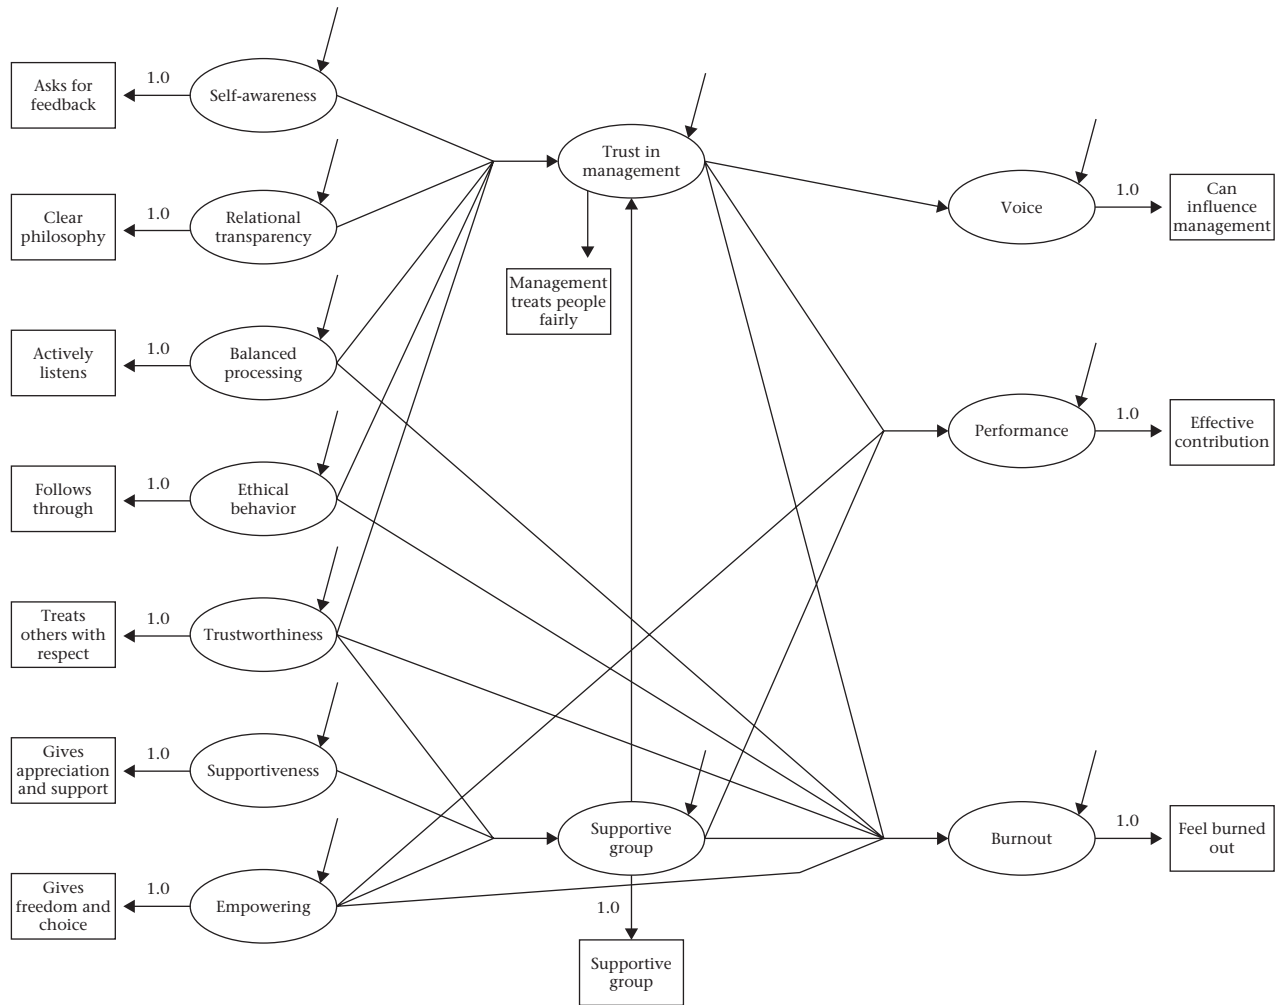 Asks for
feedback
1.0
Self-awareness
Clear
philosophy
1.0
Relational
transparency
Actively
listens
1.0
Balanced
processing
Follows
through
1.0
Ethical
behavior
Treats
others with
respect
1.0
Trustworthiness
Gives
appreciation
and support
1.0
Supportiveness
Gives
freedom and
choice
1.0
Empowering
Trust in
management
Management
treats people
fairly
Supportive
group
1.0
Supportive
group
Voice
1.0
Can
influence
management
Performance
1.0
Effective
contribution
Burnout
1.0
Feel burned
out